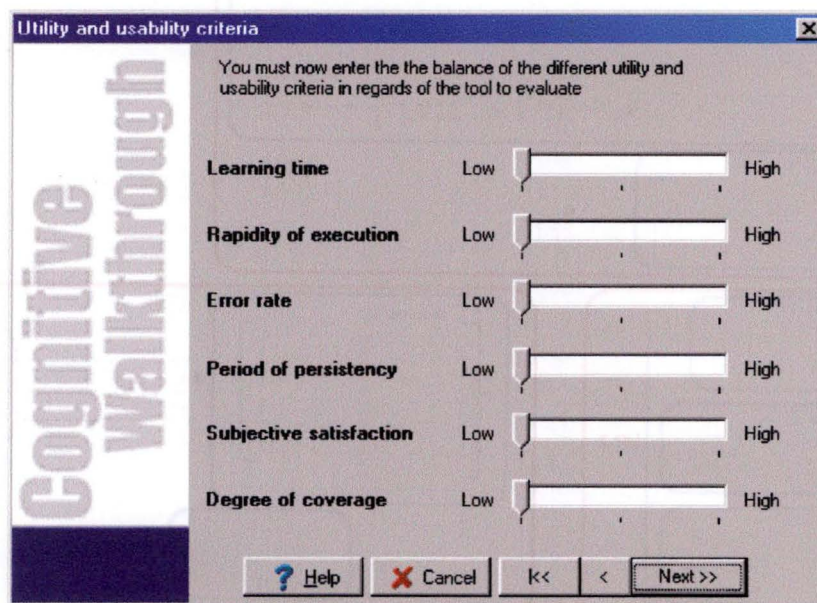 Utility and usability criteria
You must now enter the the balance of the different utility and
usability criteria in regards of the tool to evaluate
Cognitive
Walkthrough
Learning time Low High
Rapidity of execution Low High
Error rate Low High
Period of persistency Low High
Subjective satisfaction Low High
Degree of coverage Low High
? Help Cancel |<< < Next >>